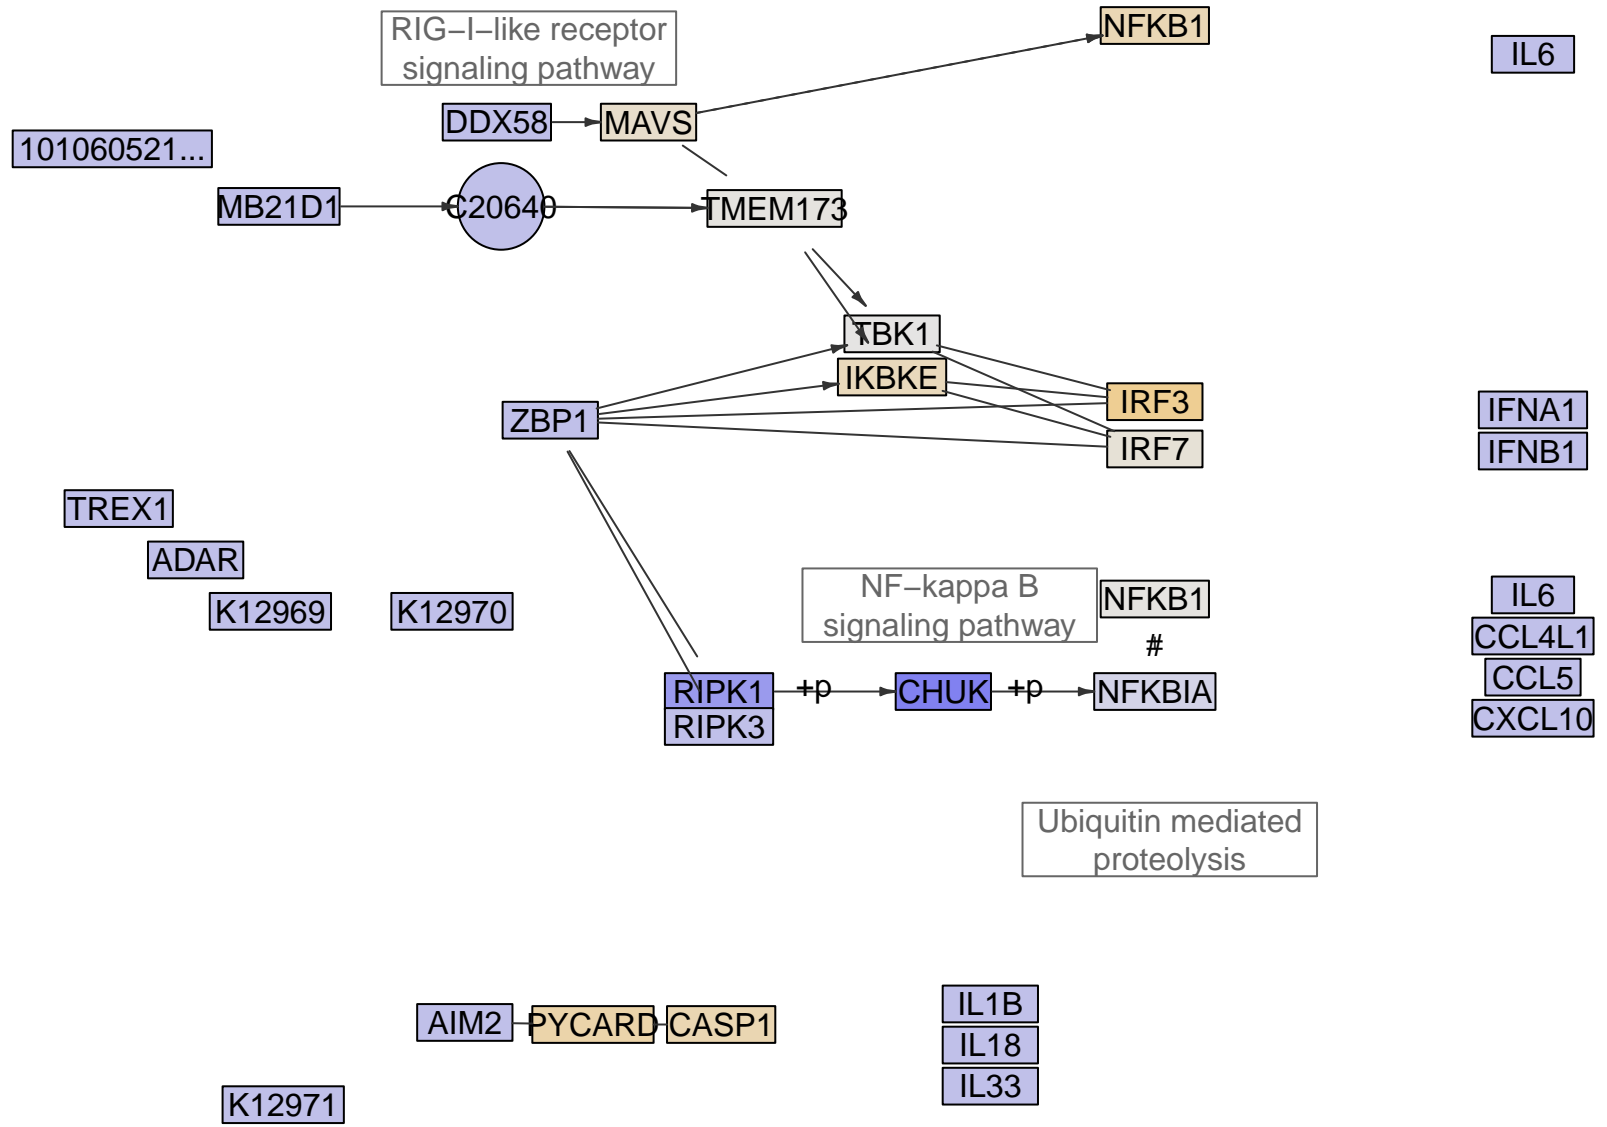 RIG−I−like receptor
signaling pathway
NFKB1
IL6
DDX58
MAVS
101060521...
MB21D1
C20640
TMEM173
TBK1
IKBKE
ZBP1
IRF3
IRF7
IFNA1
IFNB1
TREX1
ADAR
K12969
K12970
NF−kappa B
signaling pathway
NFKB1
#
IL6
CCL4L1
CCL5
CXCL10
RIPK1
+p
CHUK
+p
NFKBIA
RIPK3
Ubiquitin mediated
proteolysis
AIM2
PYCARD
CASP1
IL1B
IL18
IL33
K12971